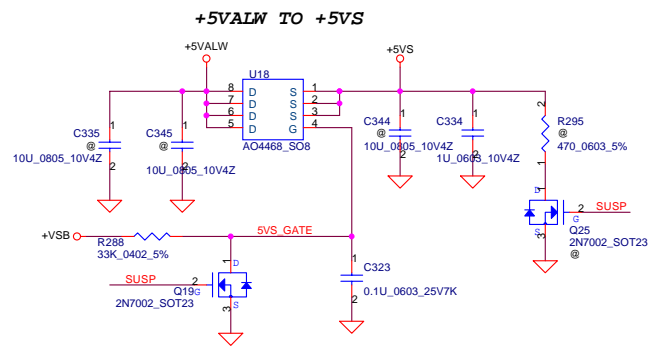 +5VALW TO +5VS
+5VALW
+5VS
U18
8 D S 1
7 D S 2
6 D S 3
5 D G 4
AO4468_SO8
C335
@
10U_0805_10V4Z
1
2
C345
@
10U_0805_10V4Z
1
2
C344
@
10U_0805_10V4Z
1
2
C334
1U_0603_10V4Z
1
2
2
R295
@
470_0603_5%
1
1
D
2
G
SUSP
S
3
Q25
2N7002_SOT23
@
+VSB
R288
33K_0402_5%
5VS_GATE
1
D
SUSP
2
G
Q19
S
3
2N7002_SOT23
1
C323
0.1U_0603_25V7K
2